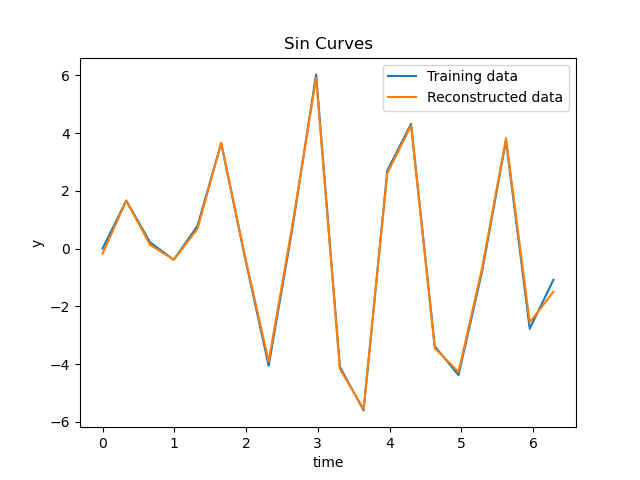 Sin Curves
Training data
Reconstructed data
6
4
2
0
−2
−4
−6
y
0 1 2 3 4 5 6
time